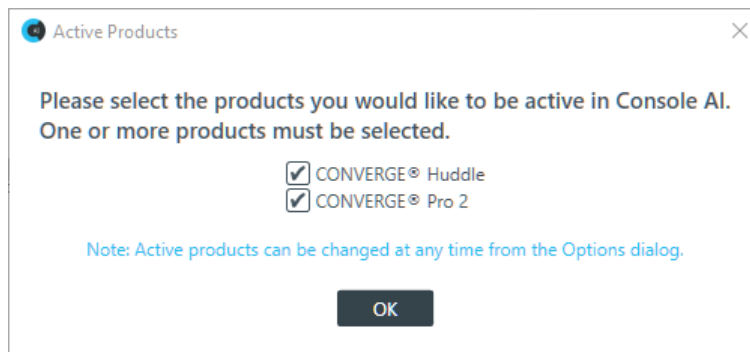 Active Products
Please select the products you would like to be active in Console AI.
One or more products must be selected.
CONVERGE® Huddle
CONVERGE® Pro 2
Note: Active products can be changed at any time from the Options dialog.
OK